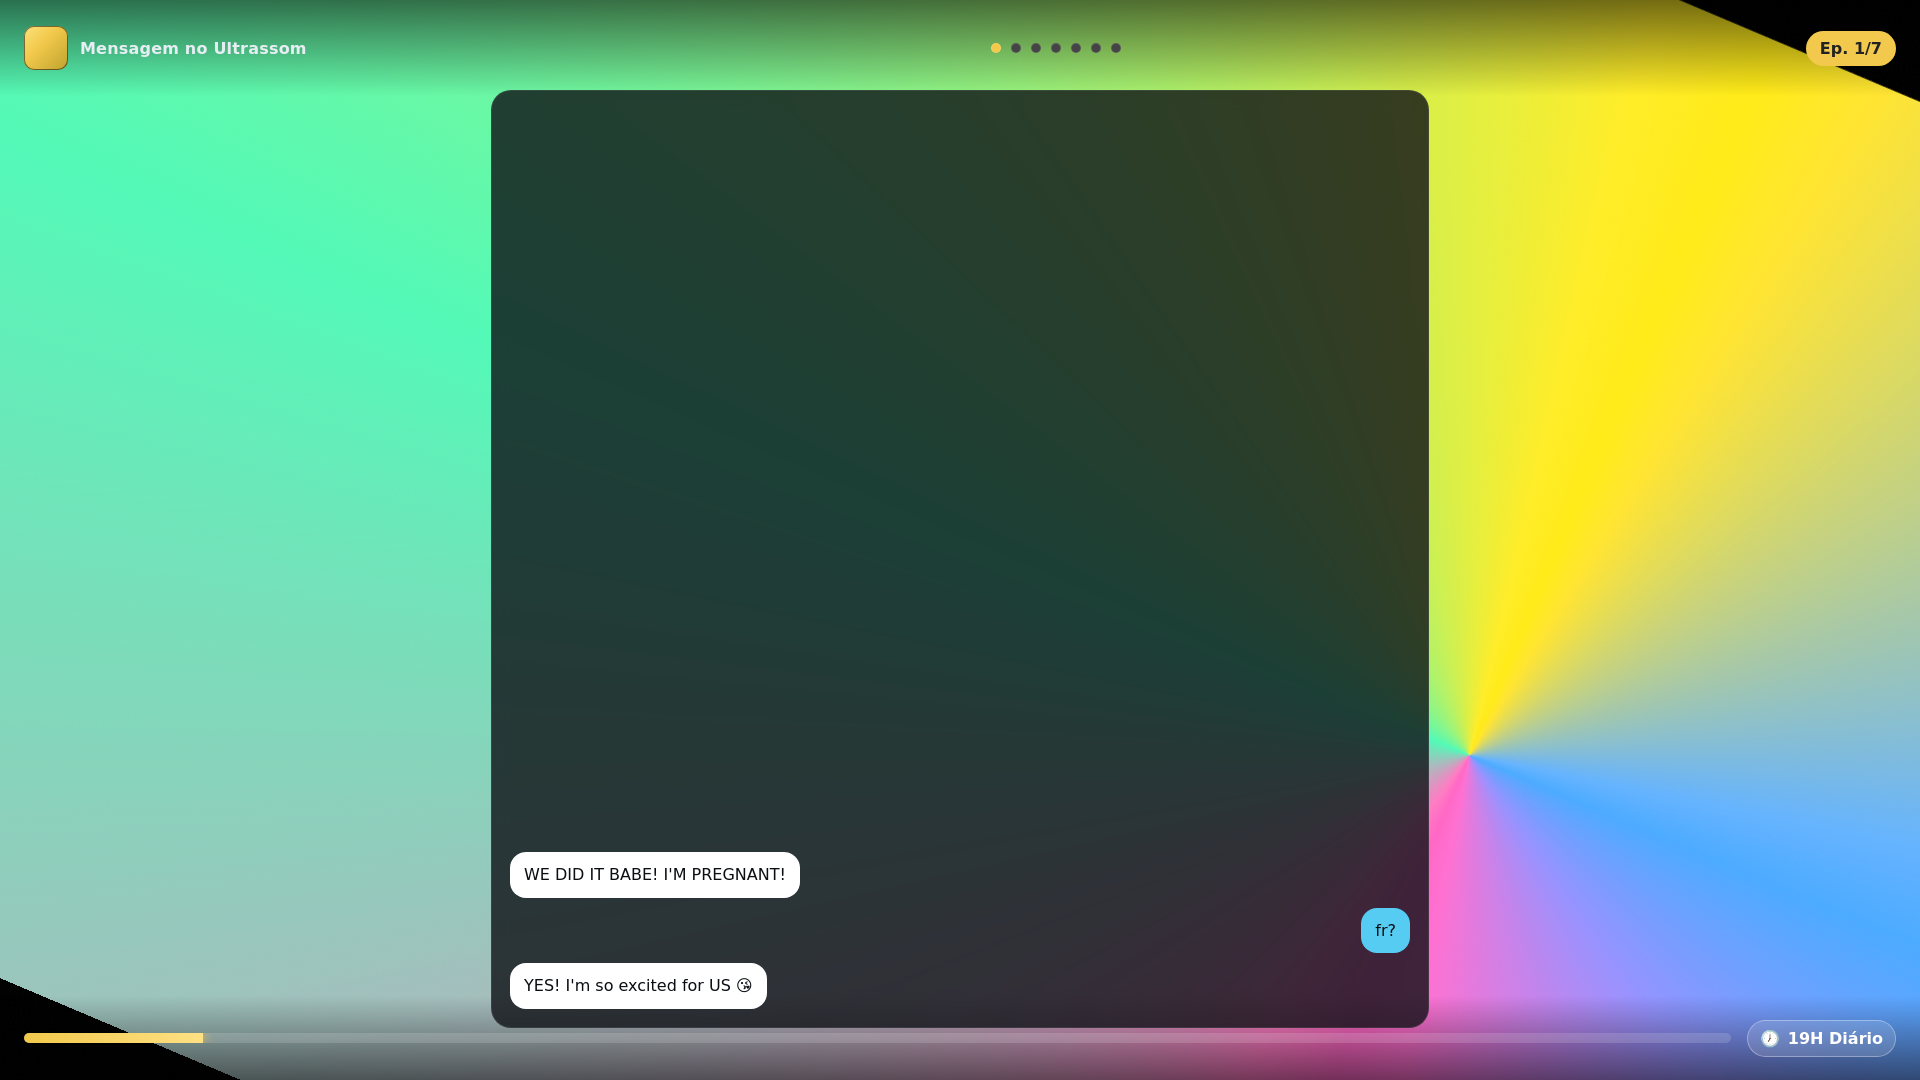 Mensagem no Ultrassom
Ep. 1/7
WE DID IT BABE! I'M PREGNANT!
fr?
YES! I'm so excited for US 😘
🕖 19H Diário